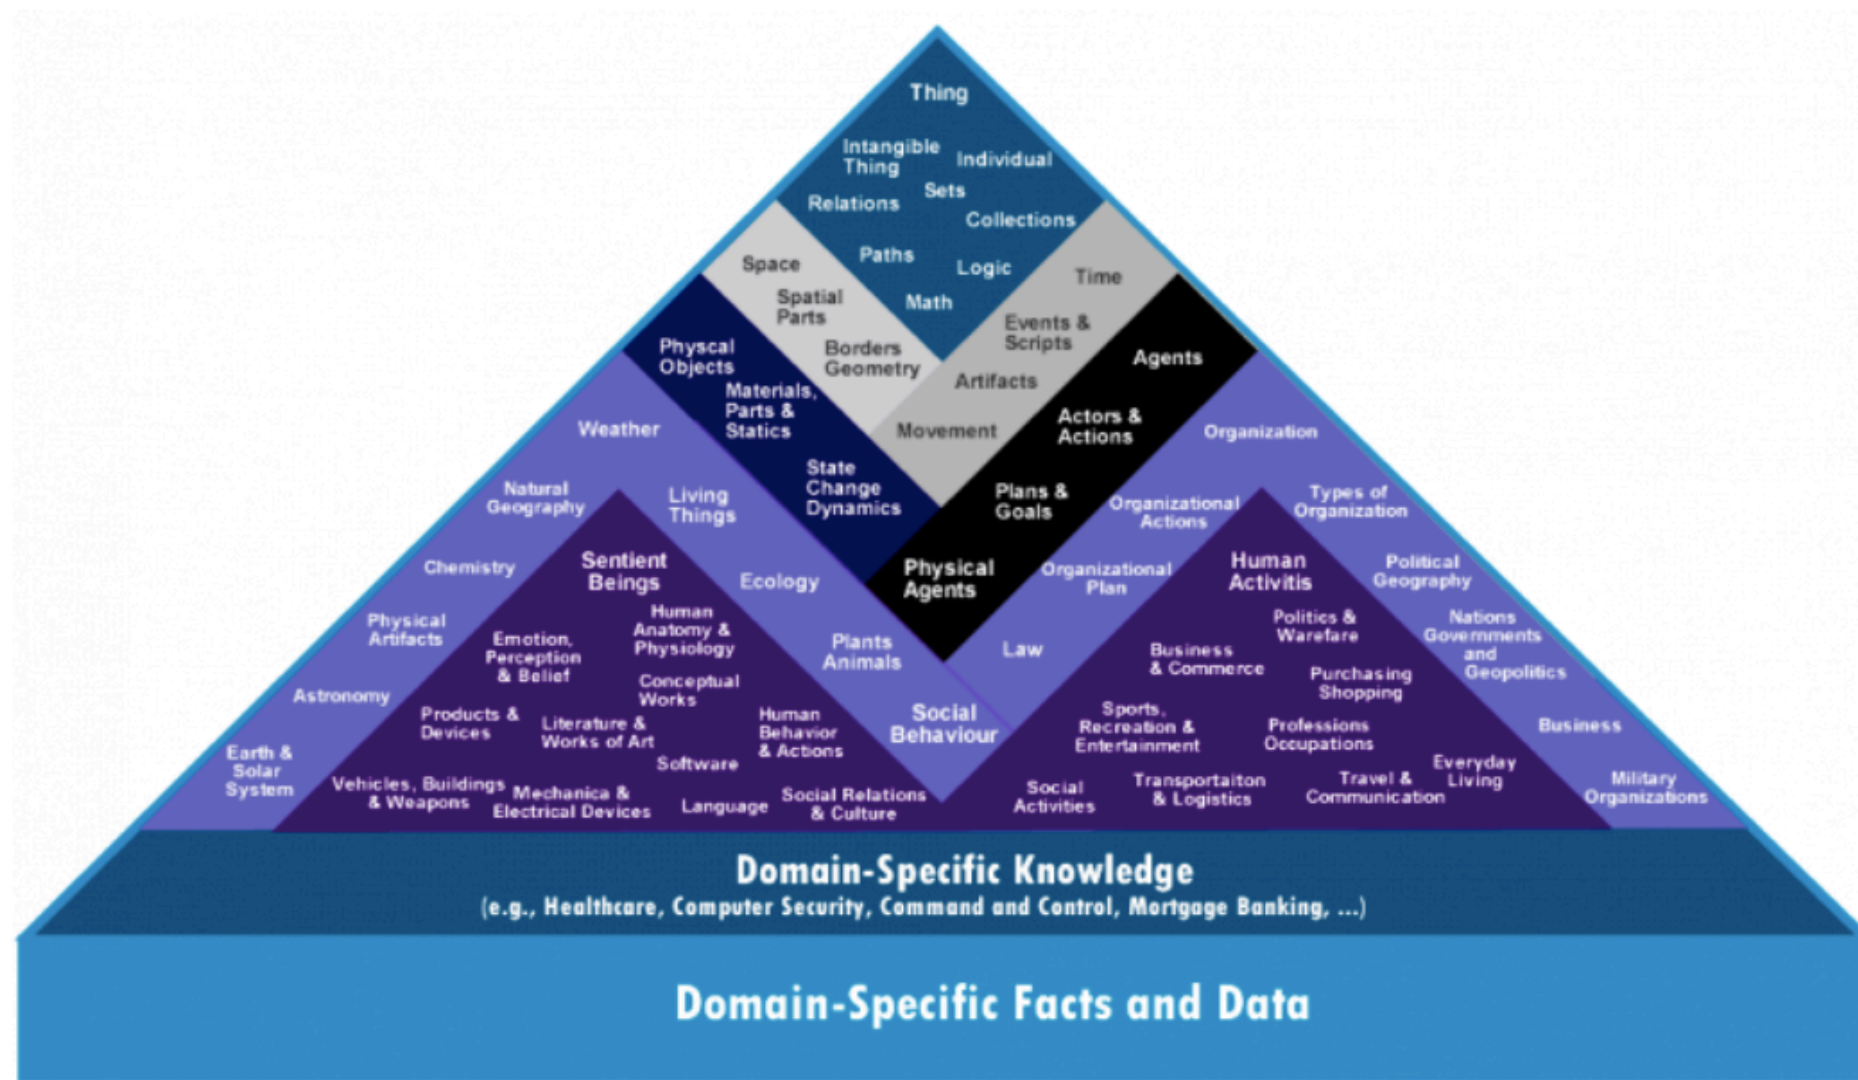 Thing
Intangible
Thing
Individual
Sets
Relations
Collections
Paths
Logic
Math
Space
Spatial
Parts
Borders
Geometry
Time
Events &
Scripts
Artifacts
Movement
Physcal
Objects
Materials,
Parts &
Statics
State
Change
Dynamics
Agents
Actors &
Actions
Plans &
Goals
Physical
Agents
Weather
Natural
Geography
Living
Things
Chemistry
Ecology
Physical
Artifacts
Plants
Animals
Astronomy
Social
Behaviour
Earth &
Solar
System
Sentient
Beings
Human
Anatomy &
Physiology
Emotion,
Perception
& Belief
Conceptual
Works
Products &
Devices
Literature &
Works of Art
Human
Behavior
& Actions
Software
Vehicles, Buildings
& Weapons
Mechanica &
Electrical Devices
Language
Social Relations
& Culture
Organization
Organizational
Actions
Types of
Organization
Organizational
Plan
Political
Geography
Law
Nations
Governments
and
Geopolitics
Business
Military
Organizations
Human
Activitis
Politics &
Warefare
Business
& Commerce
Purchasing
Shopping
Sports,
Recreation &
Entertainment
Professions
Occupations
Everyday
Living
Social
Activities
Transportaiton
& Logistics
Travel &
Communication
Domain-Specific Knowledge
(e.g., Healthcare, Computer Security, Command and Control, Mortgage Banking, ...)
Domain-Specific Facts and Data